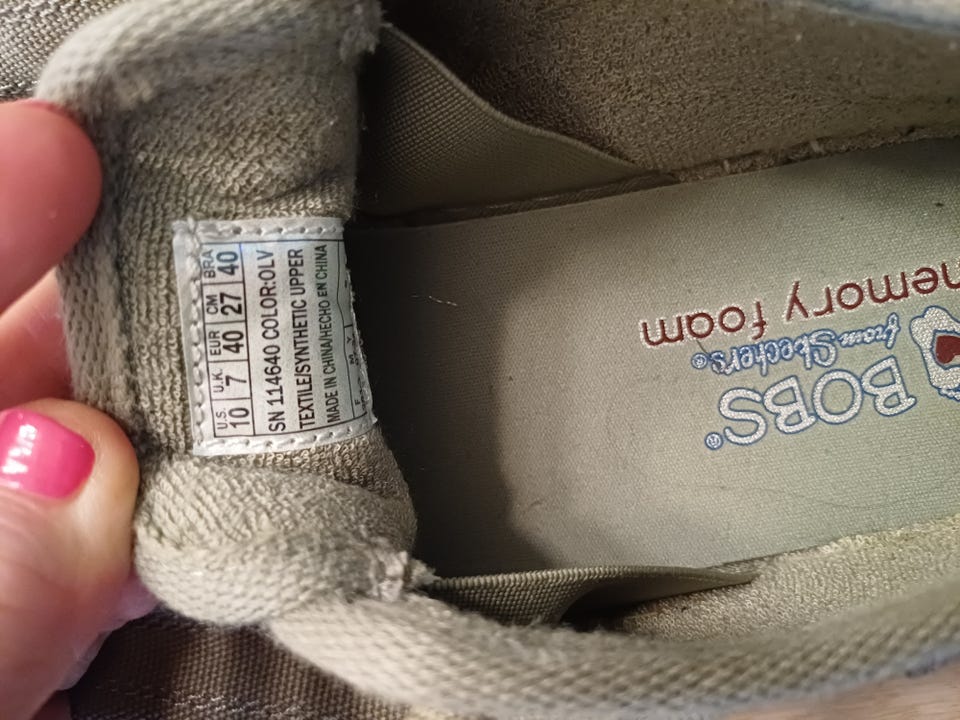 U.S. U.K. EUR CM BRA
10 7 40 27 40
SN 114640 COLOR:OLV
TEXTILE/SYNTHETIC UPPER
MADE IN CHINA/HECHO EN CHINA
BOBS®
from Skechers®
memory foam